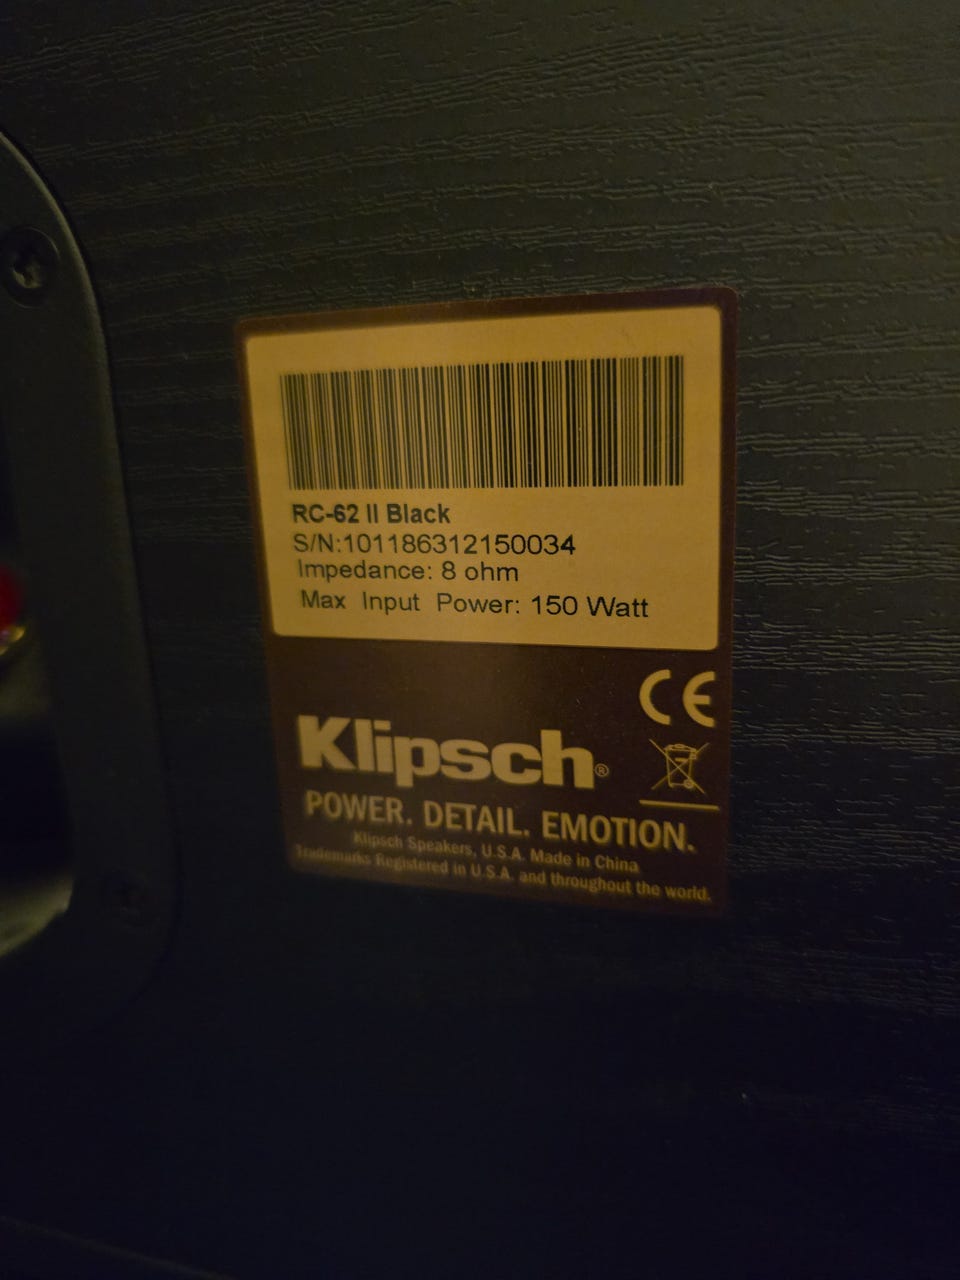 RC-62 II Black
S/N:101186312150034
Impedance: 8 ohm
Max Input Power: 150 Watt
CE
Klipsch®
POWER. DETAIL. EMOTION.
Klipsch Speakers, U.S.A. Made in China
Trademarks Registered in U.S.A. and throughout the world.